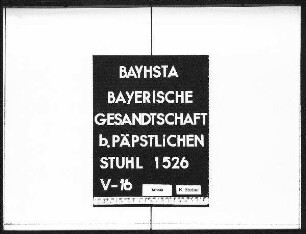 BAYHSTA
BAYERISCHE
GESANDTSCHAFT
b. PÄPSTLiCHEN
STUHL 1526
V-16